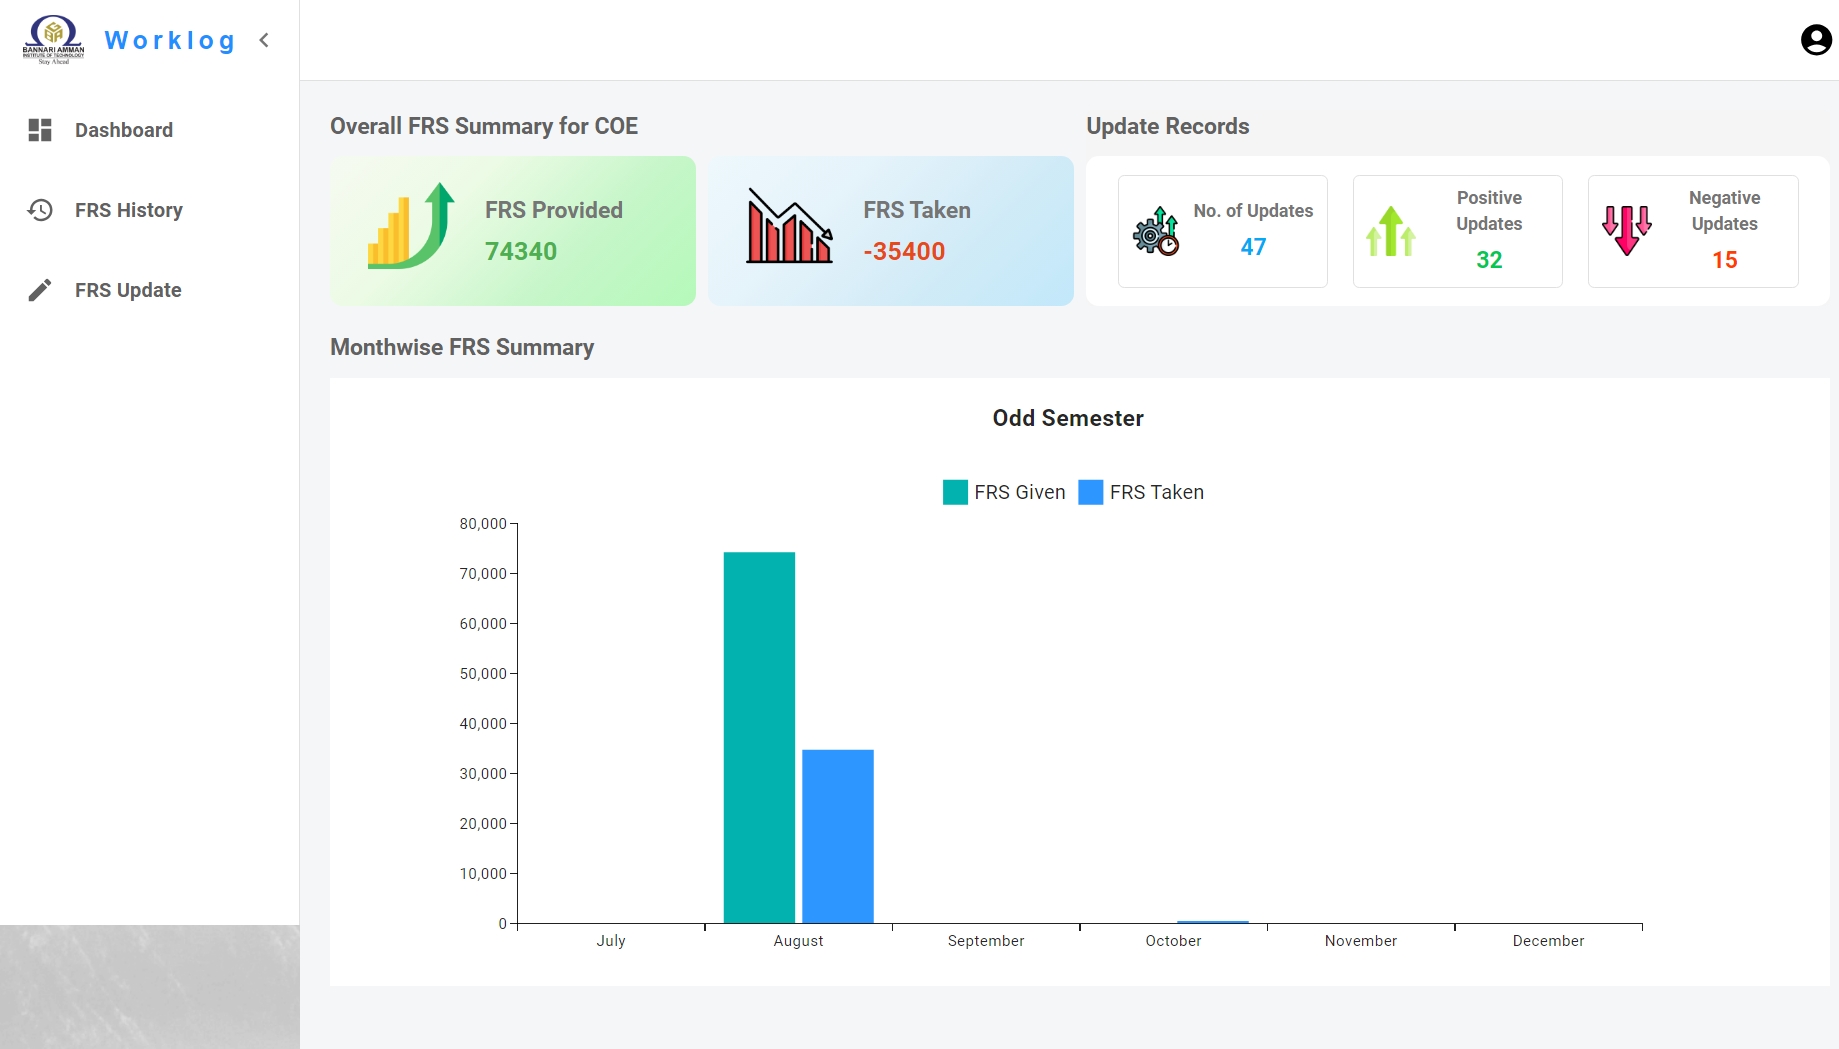 BANNARI AMMAN
INSTITUTE OF TECHNOLOGY
Stay Ahead
Worklog
Dashboard
FRS History
FRS Update
Overall FRS Summary for COE
FRS Provided
74340
FRS Taken
-35400
Update Records
No. of Updates
47
Positive
Updates
32
Negative
Updates
15
Monthwise FRS Summary
Odd Semester
FRS Given
FRS Taken
80,000
70,000
60,000
50,000
40,000
30,000
20,000
10,000
0
July
August
September
October
November
December